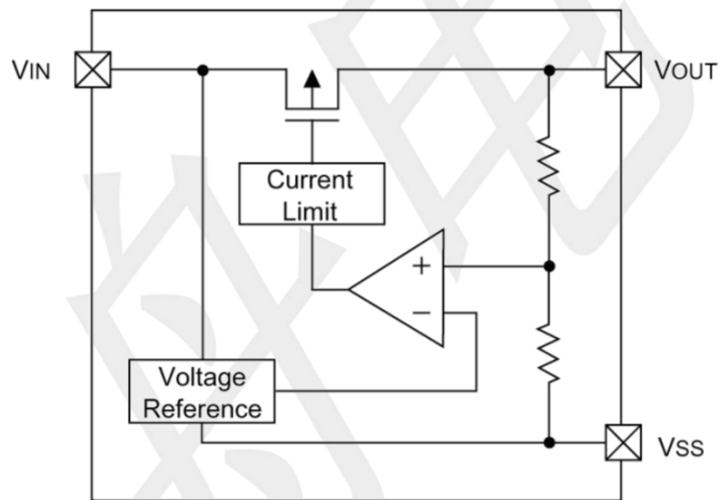 VIN
VOUT
Current
Limit
+
−
Voltage
Reference
VSS